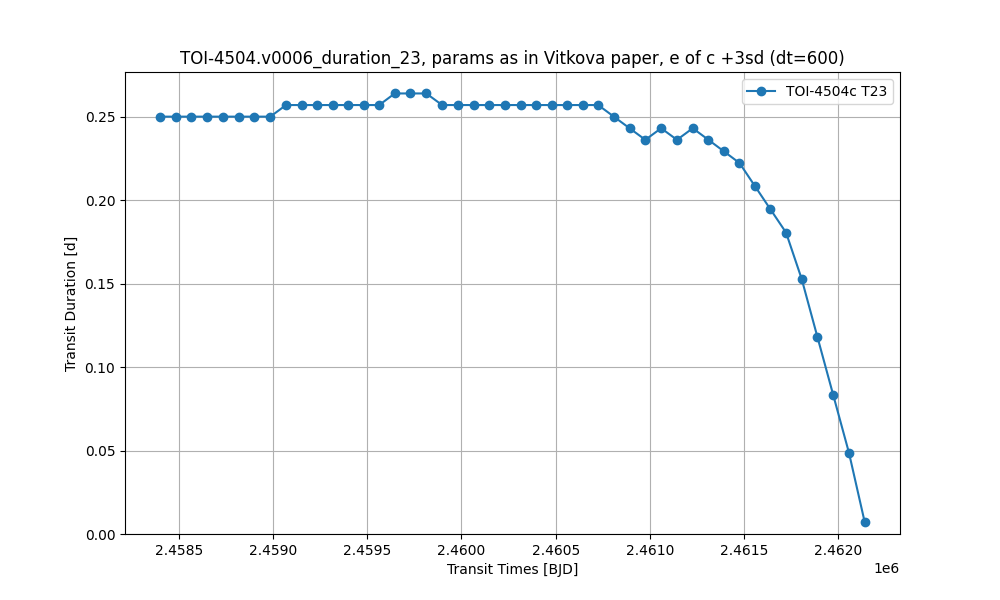 TOI-4504.v0006_duration_23, params as in Vitkova paper, e of c +3sd (dt=600)
TOI-4504c T23
Transit Duration [d]
0.25
0.20
0.15
0.10
0.05
0.00
2.4585 2.4590 2.4595 2.4600 2.4605 2.4610 2.4615 2.4620
1e6
Transit Times [BJD]